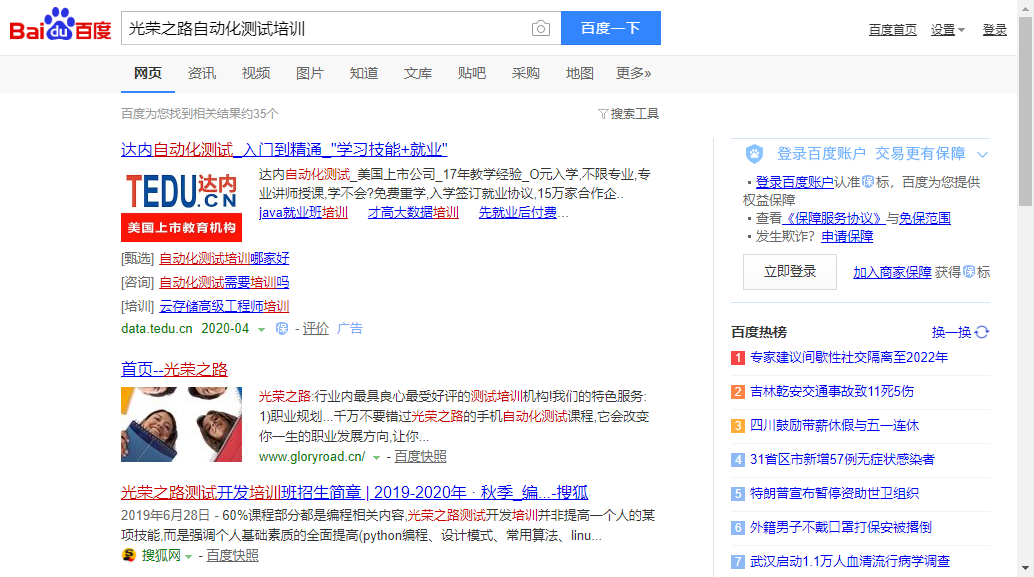 Bai du 百度
光荣之路自动化测试培训
百度一下
百度首页 设置 登录
网页 资讯 视频 图片 知道 文库 贴吧 采购 地图 更多»
百度为您找到相关结果约35个
搜索工具
达内自动化测试_入门到精通_"学习技能+就业"
TEDU达内
.CN
美国上市教育机构
达内自动化测试_美国上市公司_17年教学经验_O元入学,不限专业,专
业讲师授课,学不会?免费重学,入学签订就业协议,15万家合作企..
java就业班培训 才高大数据培训 先就业后付费...
[甄选] 自动化测试培训哪家好
[咨询] 自动化测试需要培训吗
[培训] 云存储高级工程师培训
data.tedu.cn 2020-04 保 - 评价 广告
首页--光荣之路
光荣之路:行业内最具良心最受好评的测试培训机构!我们的特色服务:
1)职业规划...千万不要错过光荣之路的手机自动化测试课程,它会改变
你一生的职业发展方向,让你...
www.gloryroad.cn/ - 百度快照
光荣之路测试开发培训班招生简章 | 2019-2020年 · 秋季_编...-搜狐
2019年6月28日 - 60%课程部分都是编程相关内容,光荣之路测试开发培训并非提高一个人的某
项技能,而是强调个人基础素质的全面提高(python编程、设计模式、常用算法、linu...
搜狐网 - 百度快照
登录百度账户 交易更有保障
登录百度账户认准保标，百度为您提供
权益保障
查看《保障服务协议》与免保范围
发生欺诈？ 申请保障
立即登录 加入商家保障 获得保标
百度热榜 换一换
1 专家建议间歇性社交隔离至2022年
2 吉林乾安交通事故致11死5伤
3 四川鼓励带薪休假与五一连休
4 31省区市新增57例无症状感染者
5 特朗普宣布暂停资助世卫组织
6 外籍男子不戴口罩打保安被撂倒
7 武汉启动1.1万人血清流行病学调查